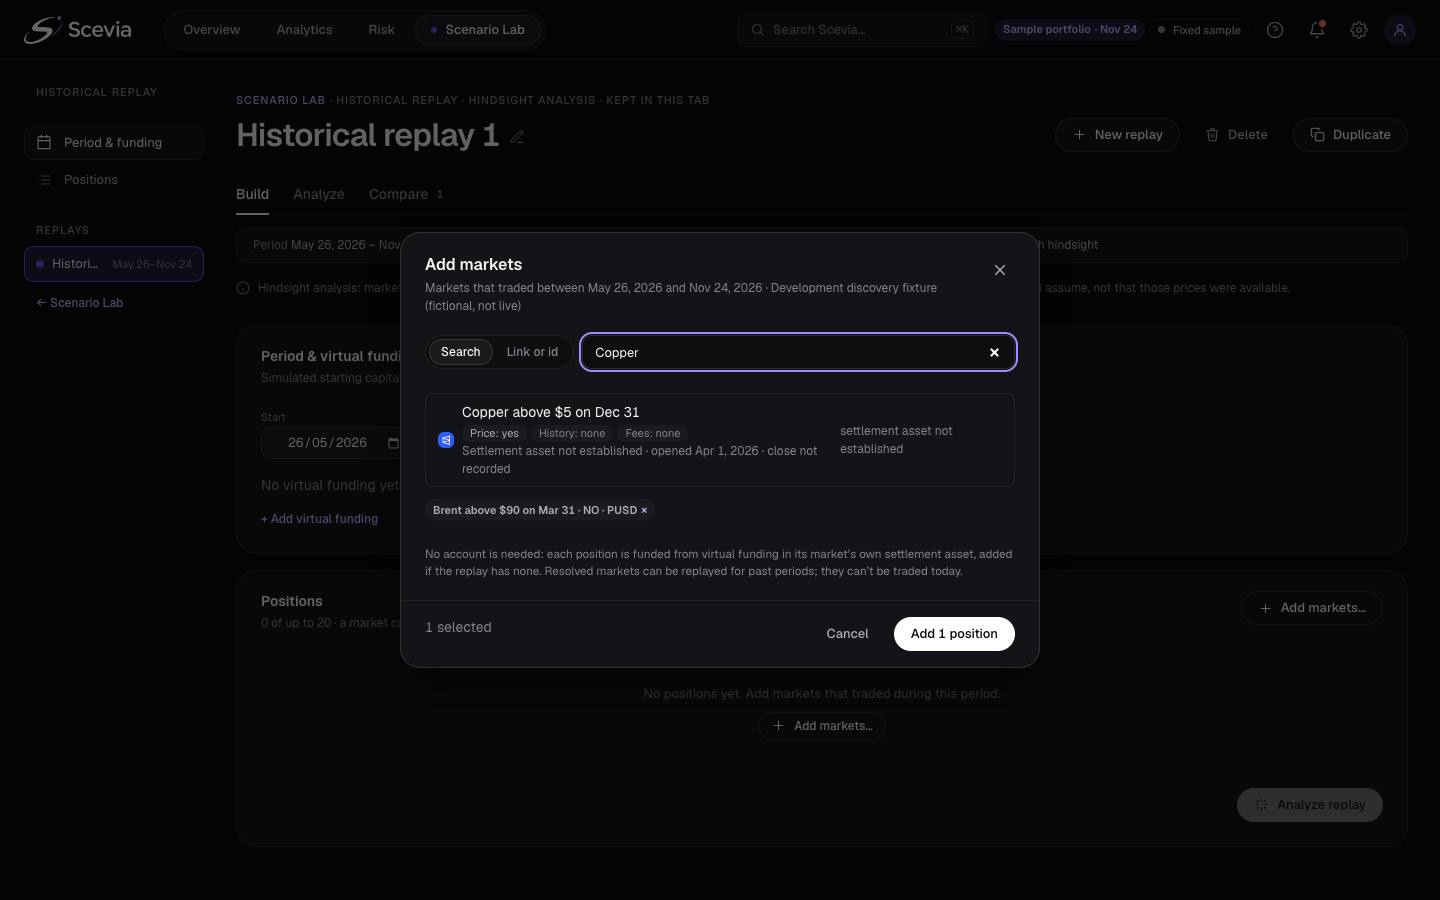 Scevia
Overview
Analytics
Risk
Scenario Lab
Search Scevia...
⌘K
Sample portfolio · Nov 24
Fixed sample
HISTORICAL REPLAY
Period & funding
Positions
REPLAYS
Histori... May 26–Nov 24
← Scenario Lab
SCENARIO LAB · HISTORICAL REPLAY · HINDSIGHT ANALYSIS · KEPT IN THIS TAB
Historical replay 1
New replay
Delete
Duplicate
Build
Analyze
Compare 1
Period May 26, 2026 – Nov
hindsight
Hindsight analysis: marke
assume, not that those prices were available.
Period & virtual fundi
Simulated starting capita
Start
26/05/2026
No virtual funding yet
+ Add virtual funding
Positions
0 of up to 20 · a market c
Add markets...
No positions yet. Add markets that traded during this period.
Add markets...
Analyze replay
Add markets
Markets that traded between May 26, 2026 and Nov 24, 2026 · Development discovery fixture
(fictional, not live)
Search
Link or id
Copper
Copper above $5 on Dec 31
Price: yes
History: none
Fees: none
Settlement asset not established · opened Apr 1, 2026 · close not
recorded
settlement asset not
established
Brent above $90 on Mar 31 · NO · PUSD ×
No account is needed: each position is funded from virtual funding in its market's own settlement asset, added
if the replay has none. Resolved markets can be replayed for past periods; they can't be traded today.
1 selected
Cancel
Add 1 position